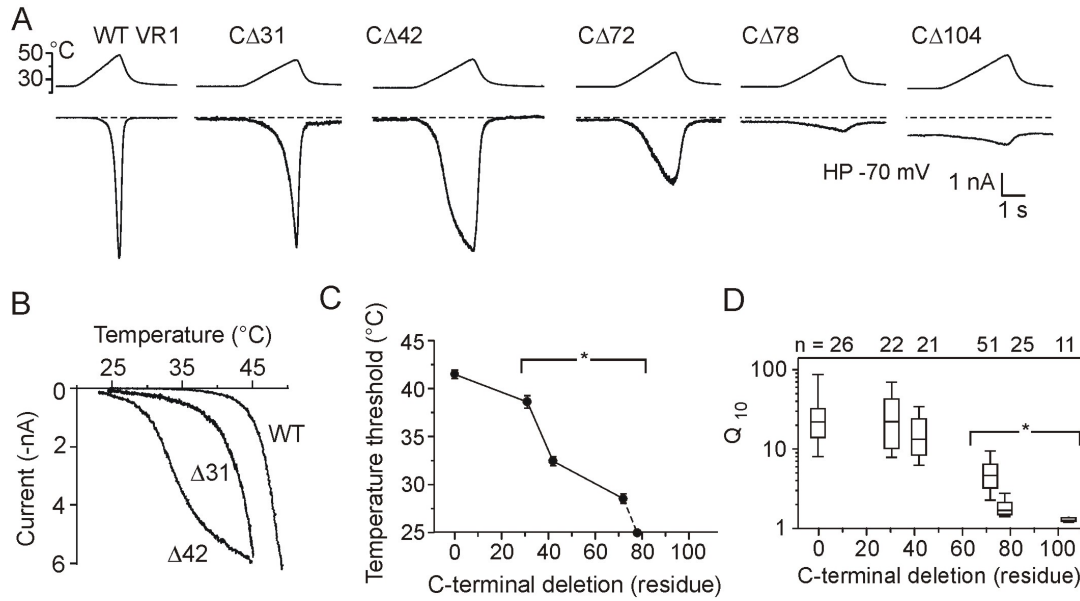 A
WT VR1 CΔ31 CΔ42 CΔ72 CΔ78 CΔ104
°C
50
30
HP -70 mV
1 nA
1 s
B
Temperature (°C)
25 35 45
Current (-nA)
0
2
4
6
WT
Δ31
Δ42
C
Temperature threshold (°C)
45
40
35
30
25
*
0 20 40 60 80 100
C-terminal deletion (residue)
D
n = 26 22 21 51 25 11
Q10
100
10
1
*
0 20 40 60 80 100
C-terminal deletion (residue)